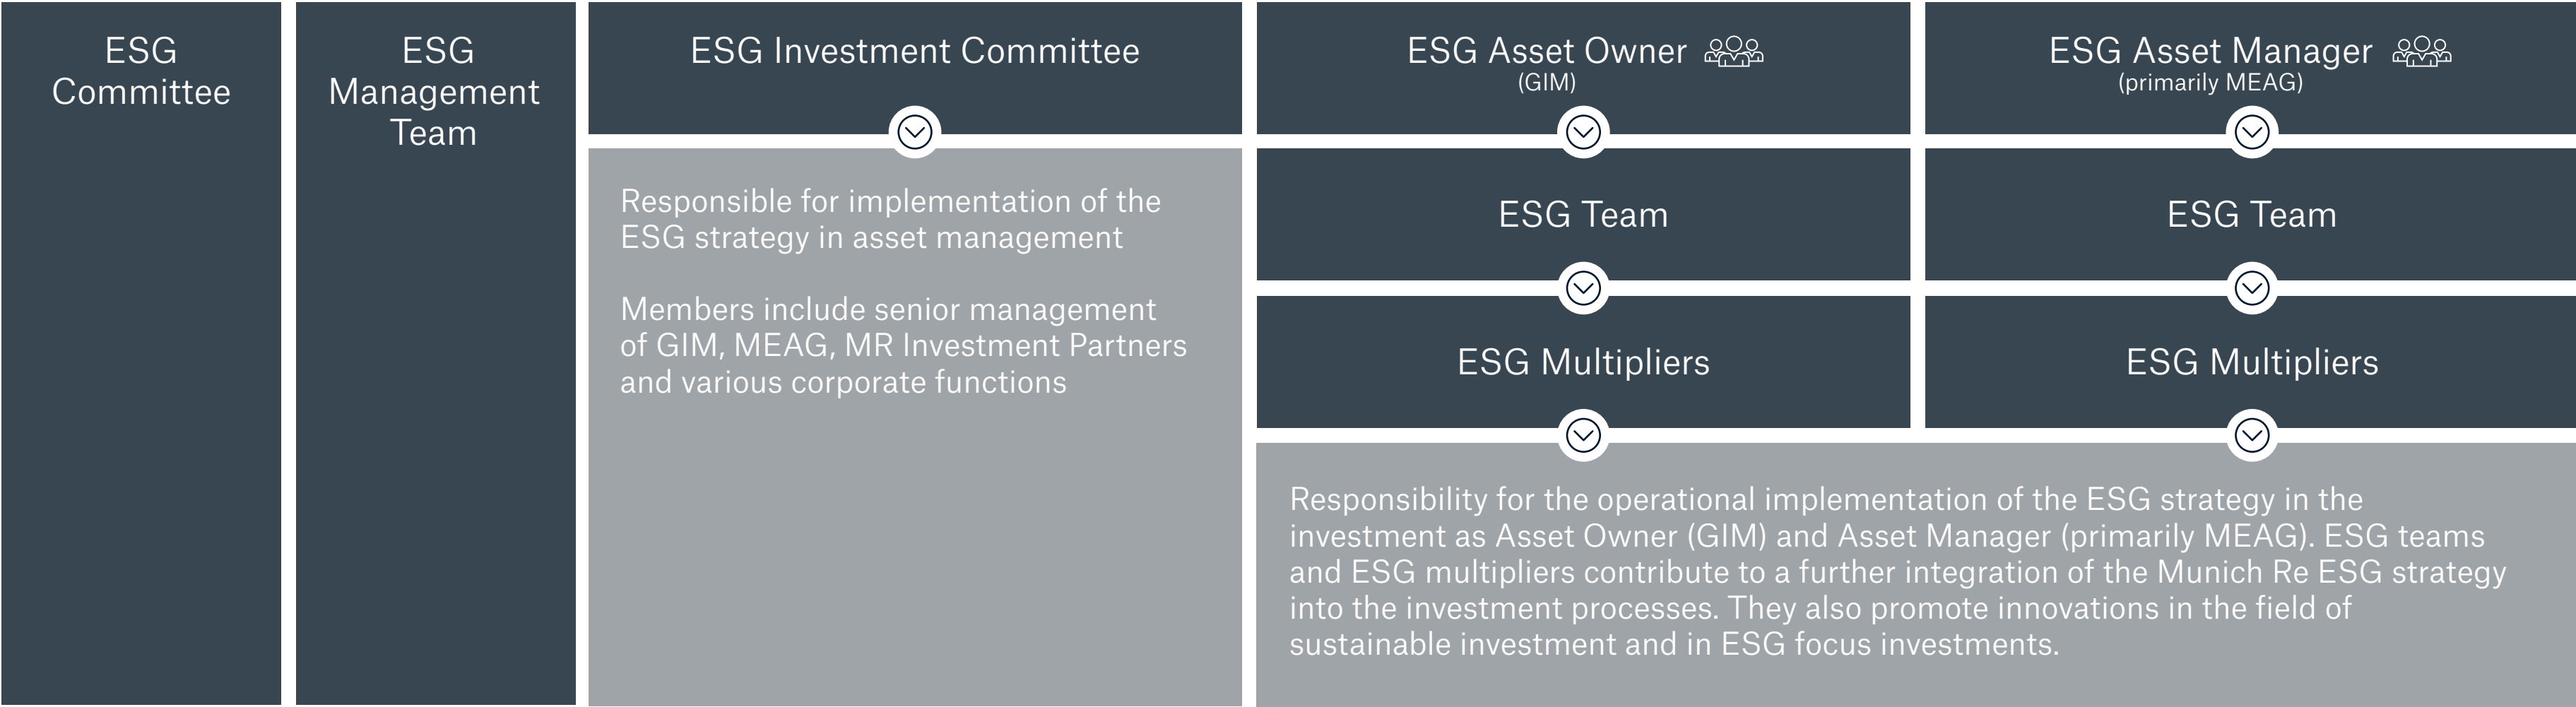 ESG
Committee
ESG
Management
Team
ESG Investment Committee
Responsible for implementation of the
ESG strategy in asset management
Members include senior management
of GIM, MEAG, MR Investment Partners
and various corporate functions
ESG Asset Owner
(GIM)
ESG Team
ESG Multipliers
ESG Asset Manager
(primarily MEAG)
ESG Team
ESG Multipliers
Responsibility for the operational implementation of the ESG strategy in the
investment as Asset Owner (GIM) and Asset Manager (primarily MEAG). ESG teams
and ESG multipliers contribute to a further integration of the Munich Re ESG strategy
into the investment processes. They also promote innovations in the field of
sustainable investment and in ESG focus investments.